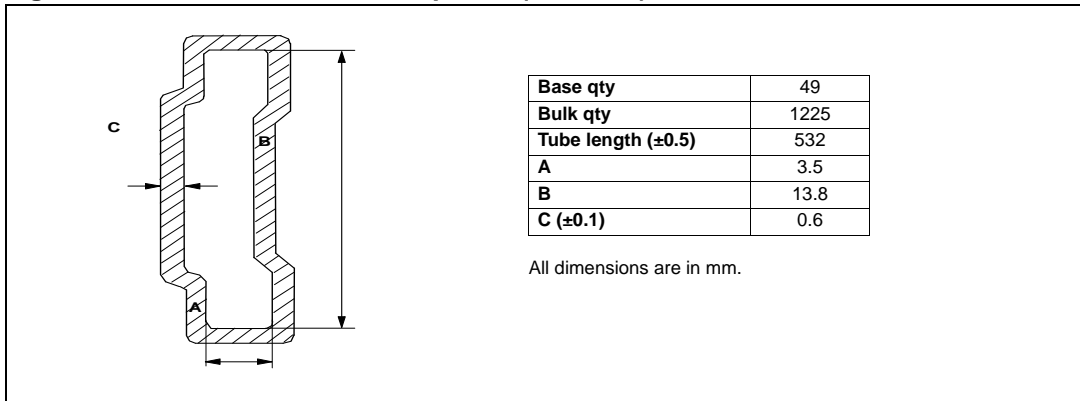 C
B
A
Base qty 49
Bulk qty 1225
Tube length (±0.5) 532
A 3.5
B 13.8
C (±0.1) 0.6
All dimensions are in mm.